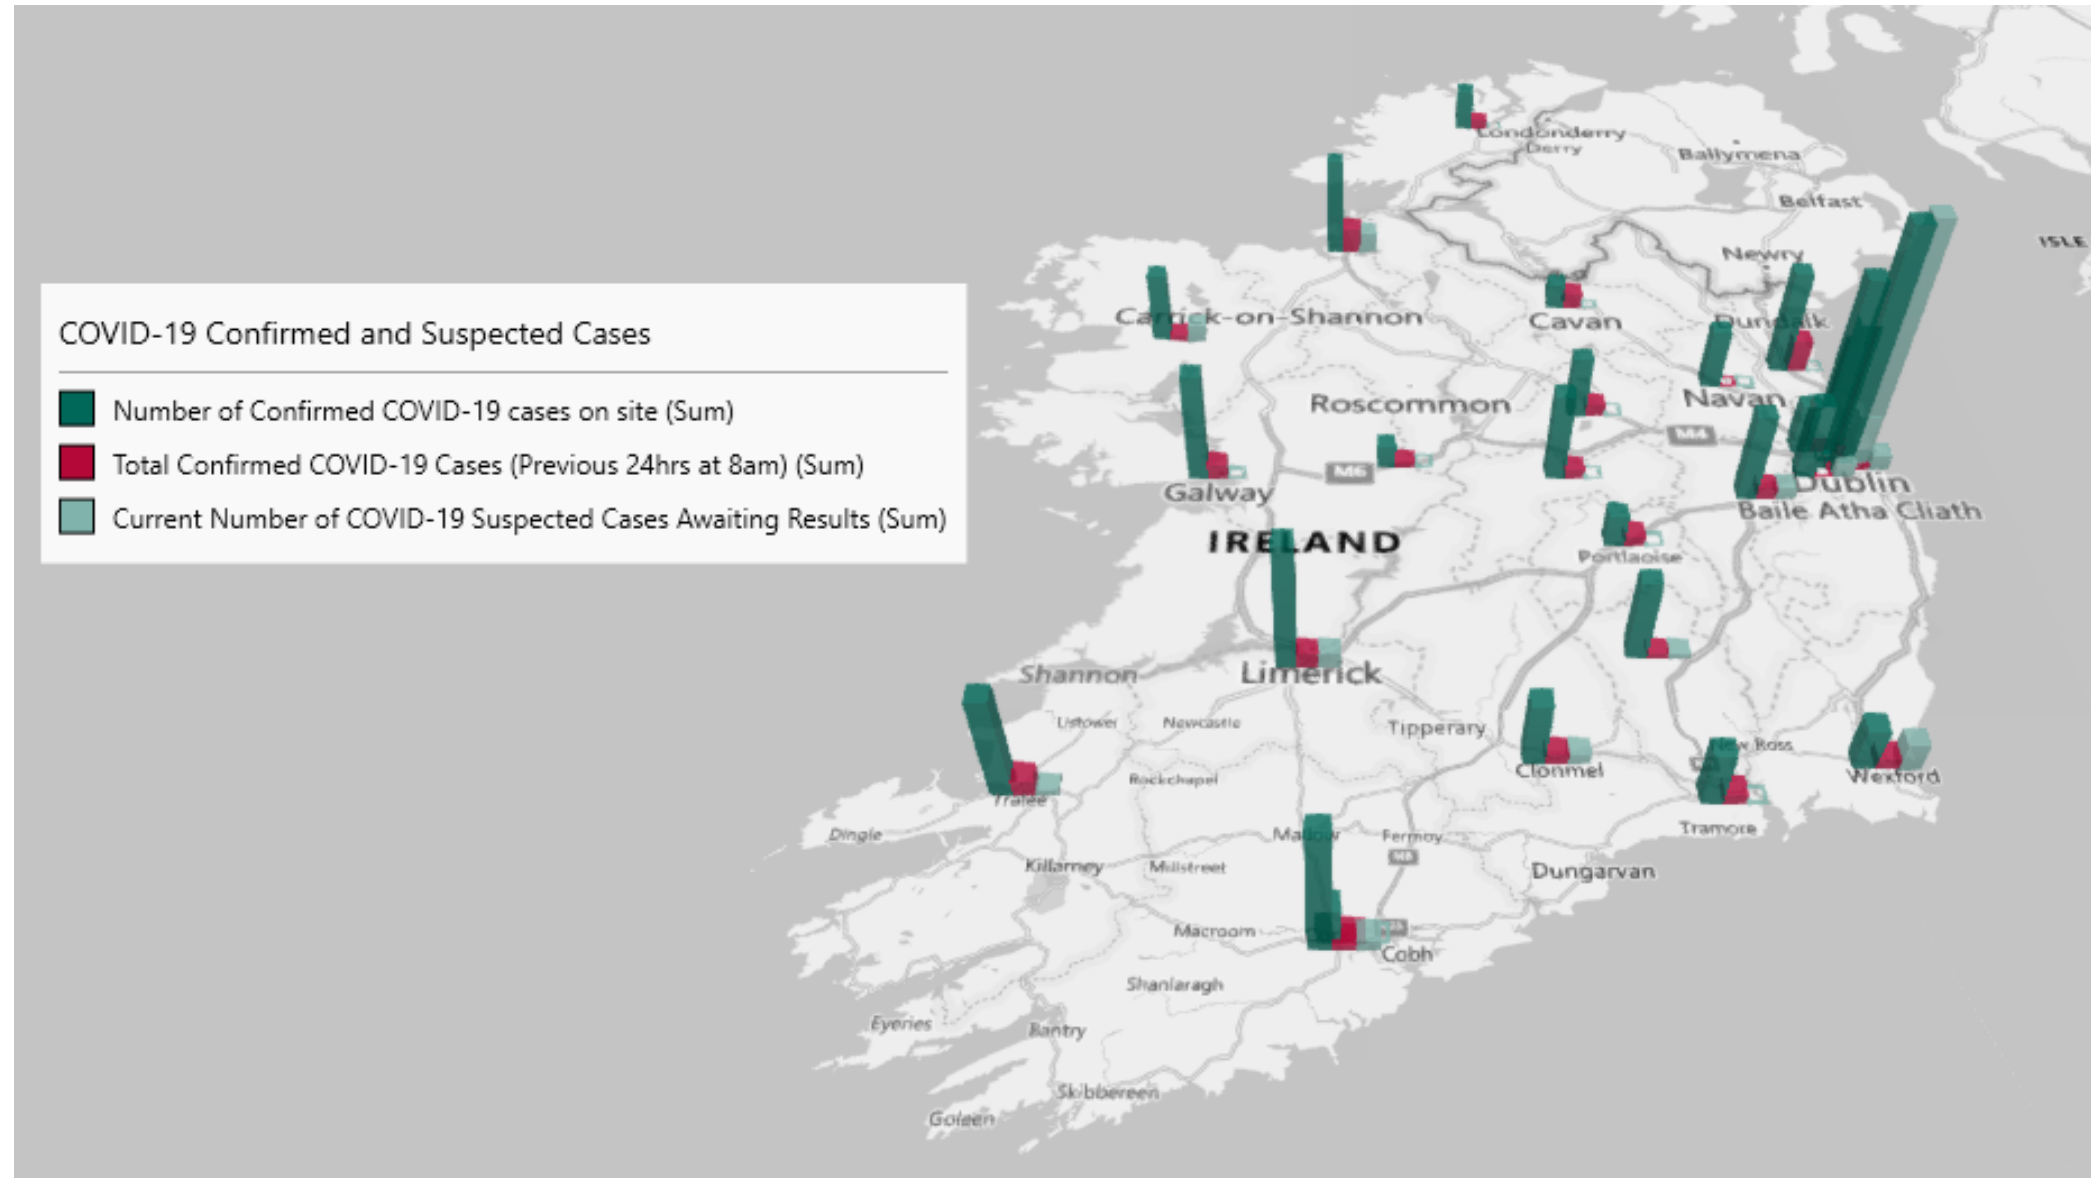 COVID-19 Confirmed and Suspected Cases
Number of Confirmed COVID-19 cases on site (Sum)
Total Confirmed COVID-19 Cases (Previous 24hrs at 8am) (Sum)
Current Number of COVID-19 Suspected Cases Awaiting Results (Sum)
Londonderry
Derry
Ballymena
Belfast
ISLE
Newry
Carrick-on-Shannon
Cavan
Dundalk
Roscommon
Navan
M4
M6
Galway
Dublin
Baile Atha Cliath
IRELAND
Portlaoise
Shannon
Limerick
Listowel
Newcastle
Tipperary
New Ross
Rockchapel
Clonmel
Wexford
Tralee
Tramore
Dingle
Mallow
Fermoy
M8
Killarney
Millstreet
Dungarvan
Macroom
Cobh
Shanlaragh
Eyeries
Bantry
Skibbereen
Goleen